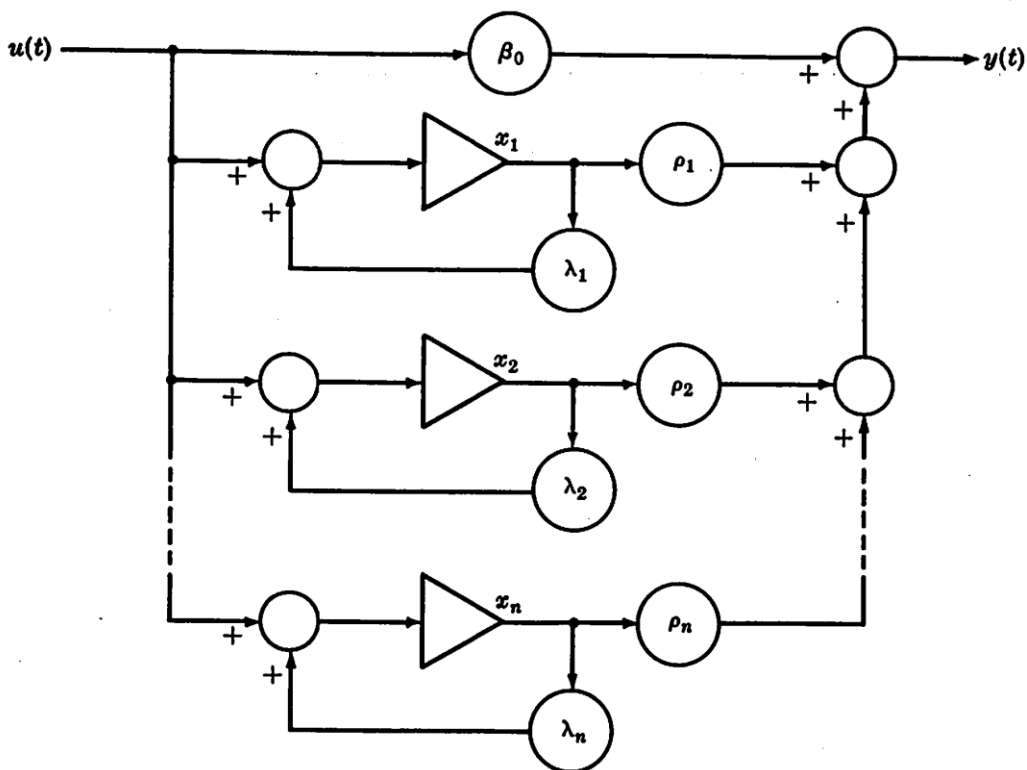 u(t) β₀ y(t)
+ +
x₁ ρ₁
+ + + +
λ₁
x₂ ρ₂
+ + + +
λ₂
xₙ ρₙ
+ +
λₙ